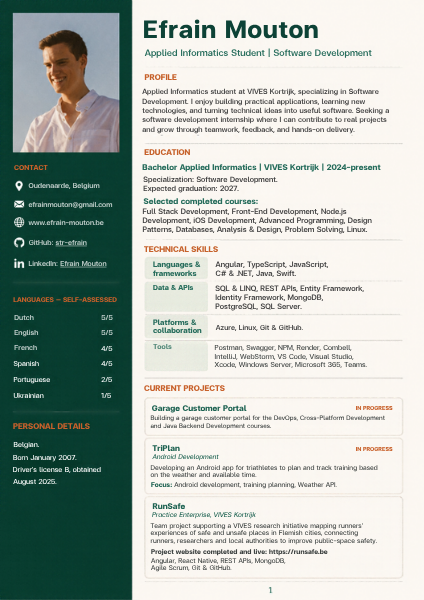 Efrain Mouton
Applied Informatics Student | Software Development
CONTACT
Oudenaarde, Belgium
efrainmouton@gmail.com
www.efrain-mouton.be
GitHub: str-efrain
LinkedIn: Efrain Mouton
LANGUAGES — SELF-ASSESSED
Dutch 5/5
English 5/5
French 4/5
Spanish 4/5
Portuguese 2/5
Ukrainian 1/5
PERSONAL DETAILS
Belgian.
Born January 2007.
Driver's license B, obtained
August 2025.
PROFILE
Applied Informatics student at VIVES Kortrijk, specializing in Software
Development. I enjoy building practical applications, learning new
technologies, and turning technical ideas into useful software. Seeking a
software development internship where I can contribute to real projects
and grow through teamwork, feedback, and hands-on delivery.
EDUCATION
Bachelor Applied Informatics | VIVES Kortrijk | 2024–present
Specialization: Software Development.
Expected graduation: 2027.
Selected completed courses:
Full Stack Development, Front-End Development, Node.js
Development, iOS Development, Advanced Programming, Design
Patterns, Databases, Analysis & Design, Problem Solving, Linux.
TECHNICAL SKILLS
Languages &
frameworks
Angular, TypeScript, JavaScript,
C# & .NET, Java, Swift.
Data & APIs
SQL & LINQ, REST APIs, Entity Framework,
Identity Framework, MongoDB,
PostgreSQL, SQL Server.
Platforms &
collaboration
Azure, Linux, Git & GitHub.
Tools
Postman, Swagger, NPM, Render, Combell,
IntelliJ, WebStorm, VS Code, Visual Studio,
Xcode, Windows Server, Microsoft 365, Teams.
CURRENT PROJECTS
Garage Customer Portal IN PROGRESS
Building a garage customer portal for the DevOps, Cross-Platform Development
and Java Backend Development courses.
TriPlan IN PROGRESS
Android Development
Developing an Android app for triathletes to plan and track training based
on the weather and available time.
Focus: Android development, training planning, Weather API.
RunSafe
Practice Enterprise, VIVES Kortrijk
Team project supporting a VIVES research initiative mapping runners'
experiences of safe and unsafe places in Flemish cities, connecting
runners, researchers and local authorities to improve public-space safety.
Project website completed and live: https://runsafe.be
Angular, React Native, REST APIs, MongoDB,
Agile Scrum, Git & GitHub.
1